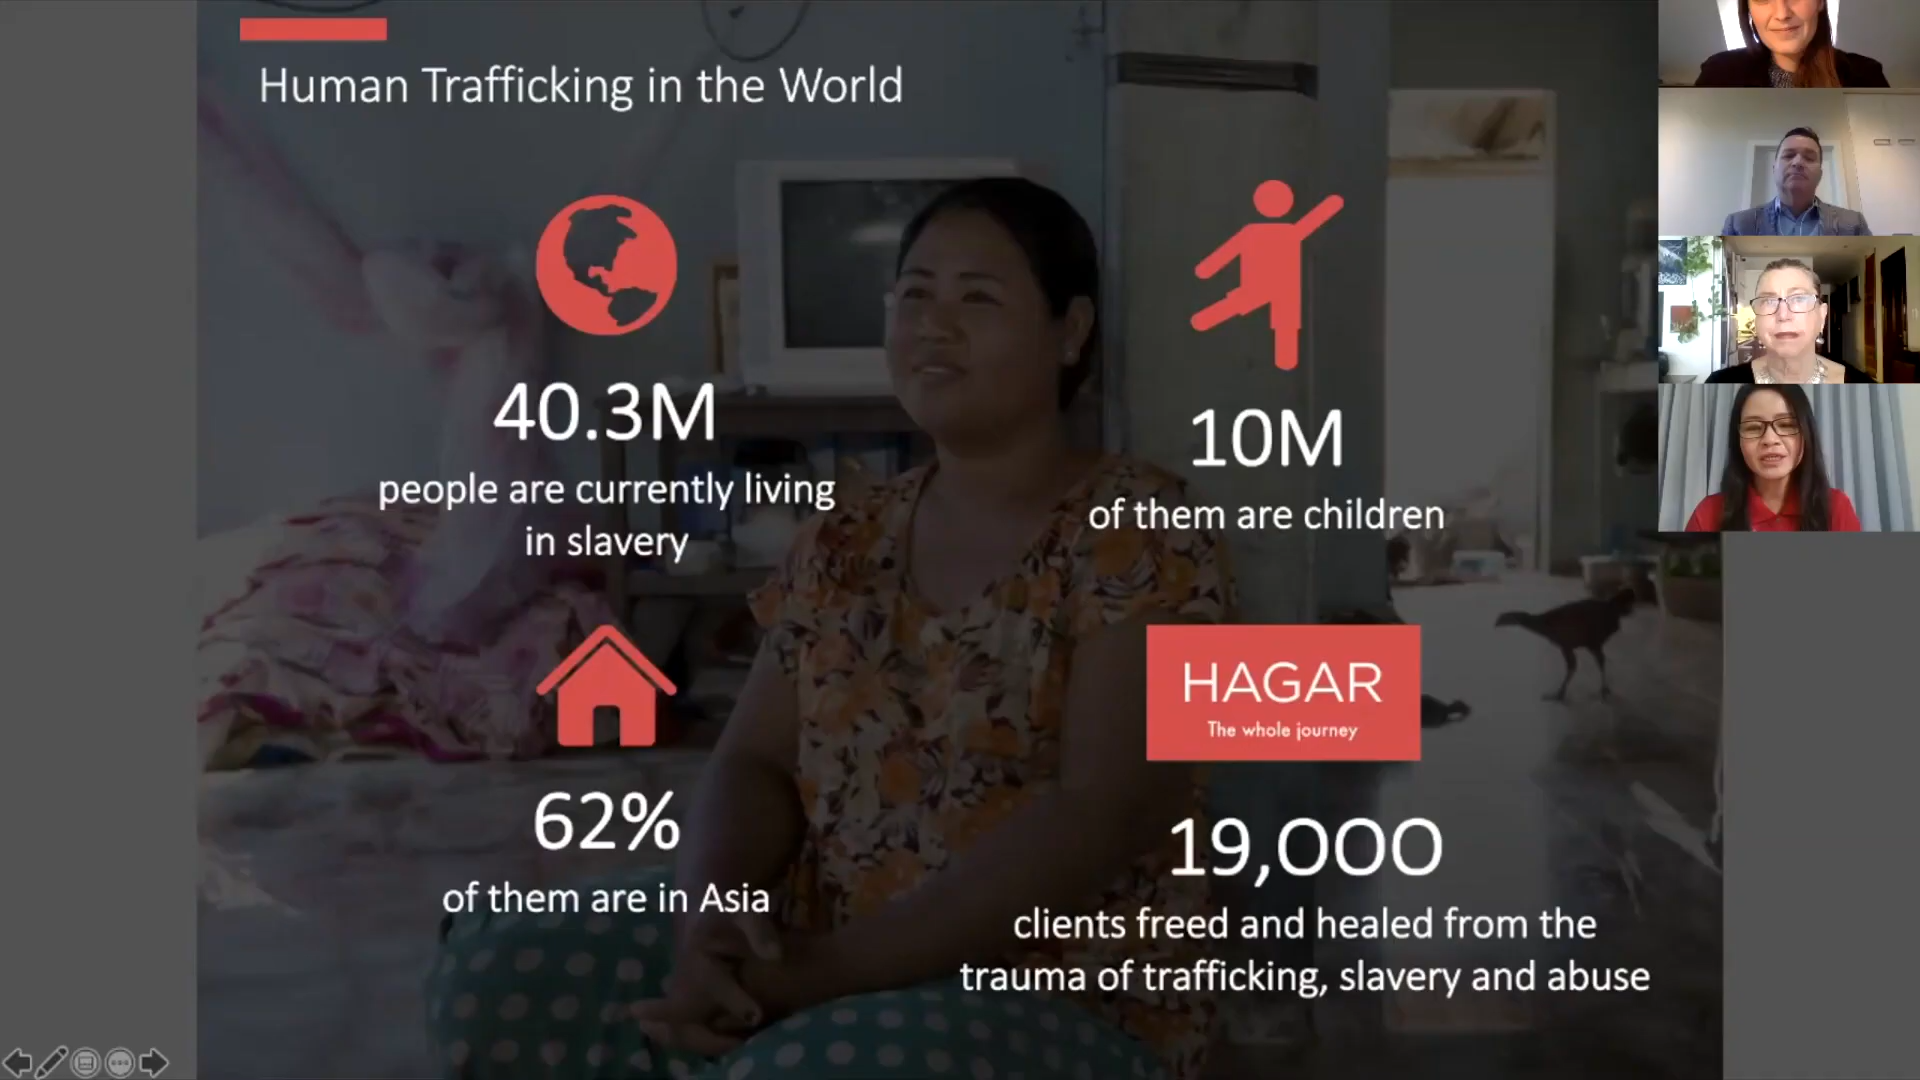 Human Trafficking in the World
40.3M
people are currently living
in slavery
10M
of them are children
62%
of them are in Asia
HAGAR
The whole journey
19,000
clients freed and healed from the
trauma of trafficking, slavery and abuse